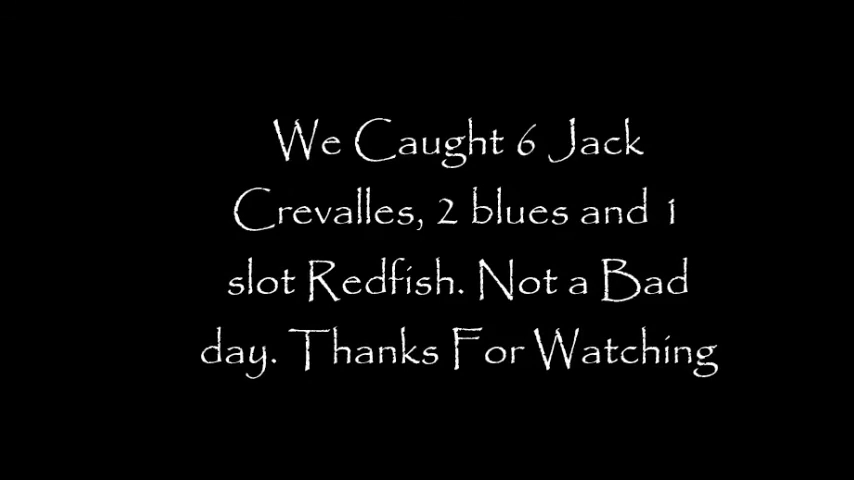 We Caught 6 Jack
Crevalles, 2 blues and 1
slot Redfish. Not a Bad
day. Thanks For Watching